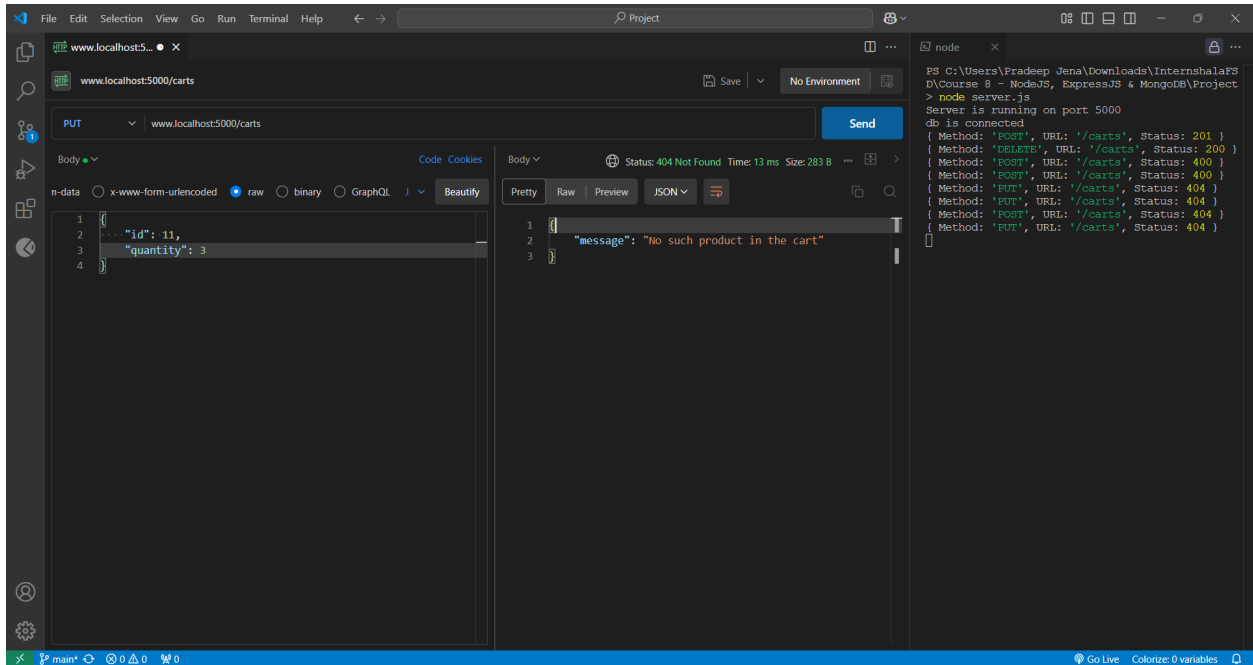 File Edit Selection View Go Run Terminal Help
Project
www.localhost:5...
node
www.localhost:5000/carts
Save
No Environment
PUT
www.localhost:5000/carts
Send
Body
Code Cookies
n-data x-www-form-urlencoded raw binary GraphQL
Beautify
1 {
2 ····"id":·11,
3 "quantity": 3
4 }
Body
Status: 404 Not Found Time: 13 ms Size: 283 B
Pretty Raw Preview JSON
1 {
2 "message": "No such product in the cart"
3 }
PS C:\Users\Pradeep Jena\Downloads\InternshalaFS
D\Course 8 - NodeJS, ExpressJS & MongoDB\Project
> node server.js
Server is running on port 5000
db is connected
{ Method: 'POST', URL: '/carts', Status: 201 }
{ Method: 'DELETE', URL: '/carts', Status: 200 }
{ Method: 'POST', URL: '/carts', Status: 400 }
{ Method: 'POST', URL: '/carts', Status: 400 }
{ Method: 'PUT', URL: '/carts', Status: 404 }
{ Method: 'PUT', URL: '/carts', Status: 404 }
{ Method: 'POST', URL: '/carts', Status: 404 }
{ Method: 'PUT', URL: '/carts', Status: 404 }
1
main* 0 0 0
Go Live Colorize: 0 variables